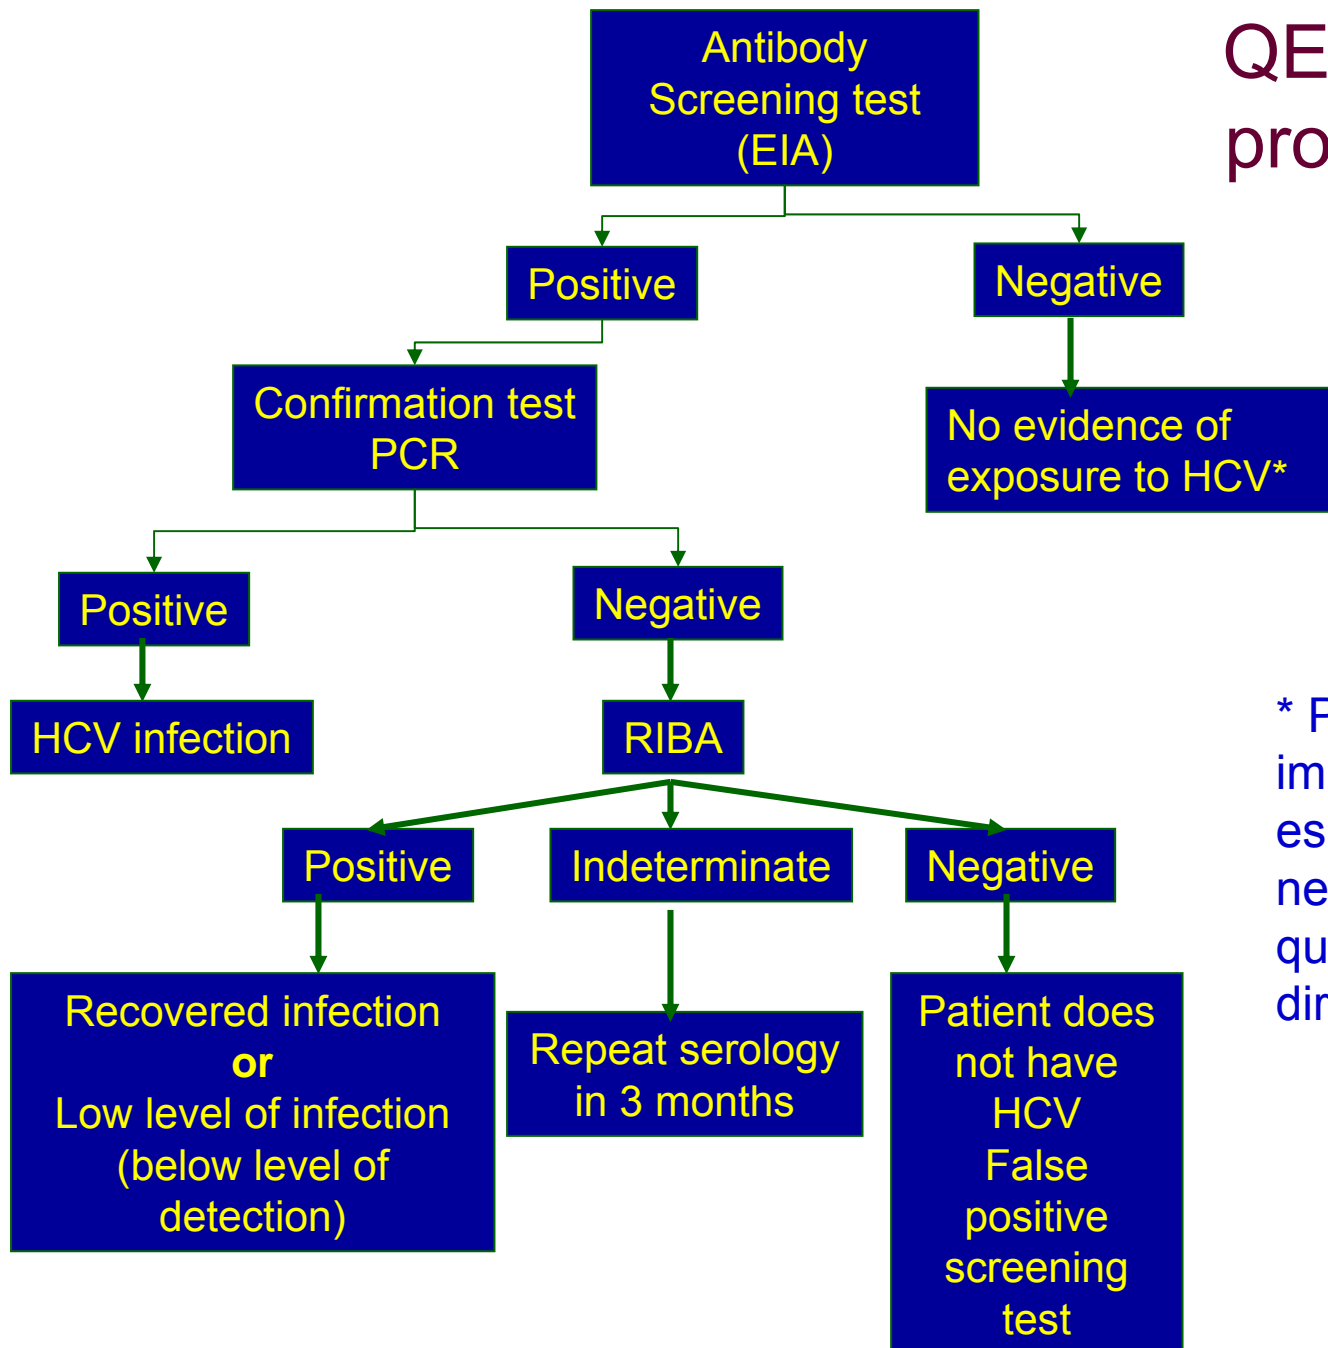 Antibody
Screening test
(EIA)
QE
pro
Positive
Negative
Confirmation test
PCR
No evidence of
exposure to HCV*
Positive
Negative
HCV infection
RIBA
* P
im
es
ne
qu
dir
Positive
Indeterminate
Negative
Recovered infection
or
Low level of infection
(below level of
detection)
Repeat serology
in 3 months
Patient does
not have
HCV
False
positive
screening
test